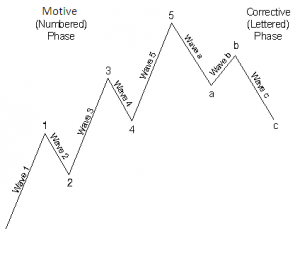 Motive
(Numbered)
Phase
Corrective
(Lettered)
Phase
5
Wave 5
Wave a
b
Wave b
3
Wave 4
Wave c
a
Wave 3
4
c
1
Wave 2
2
Wave 1